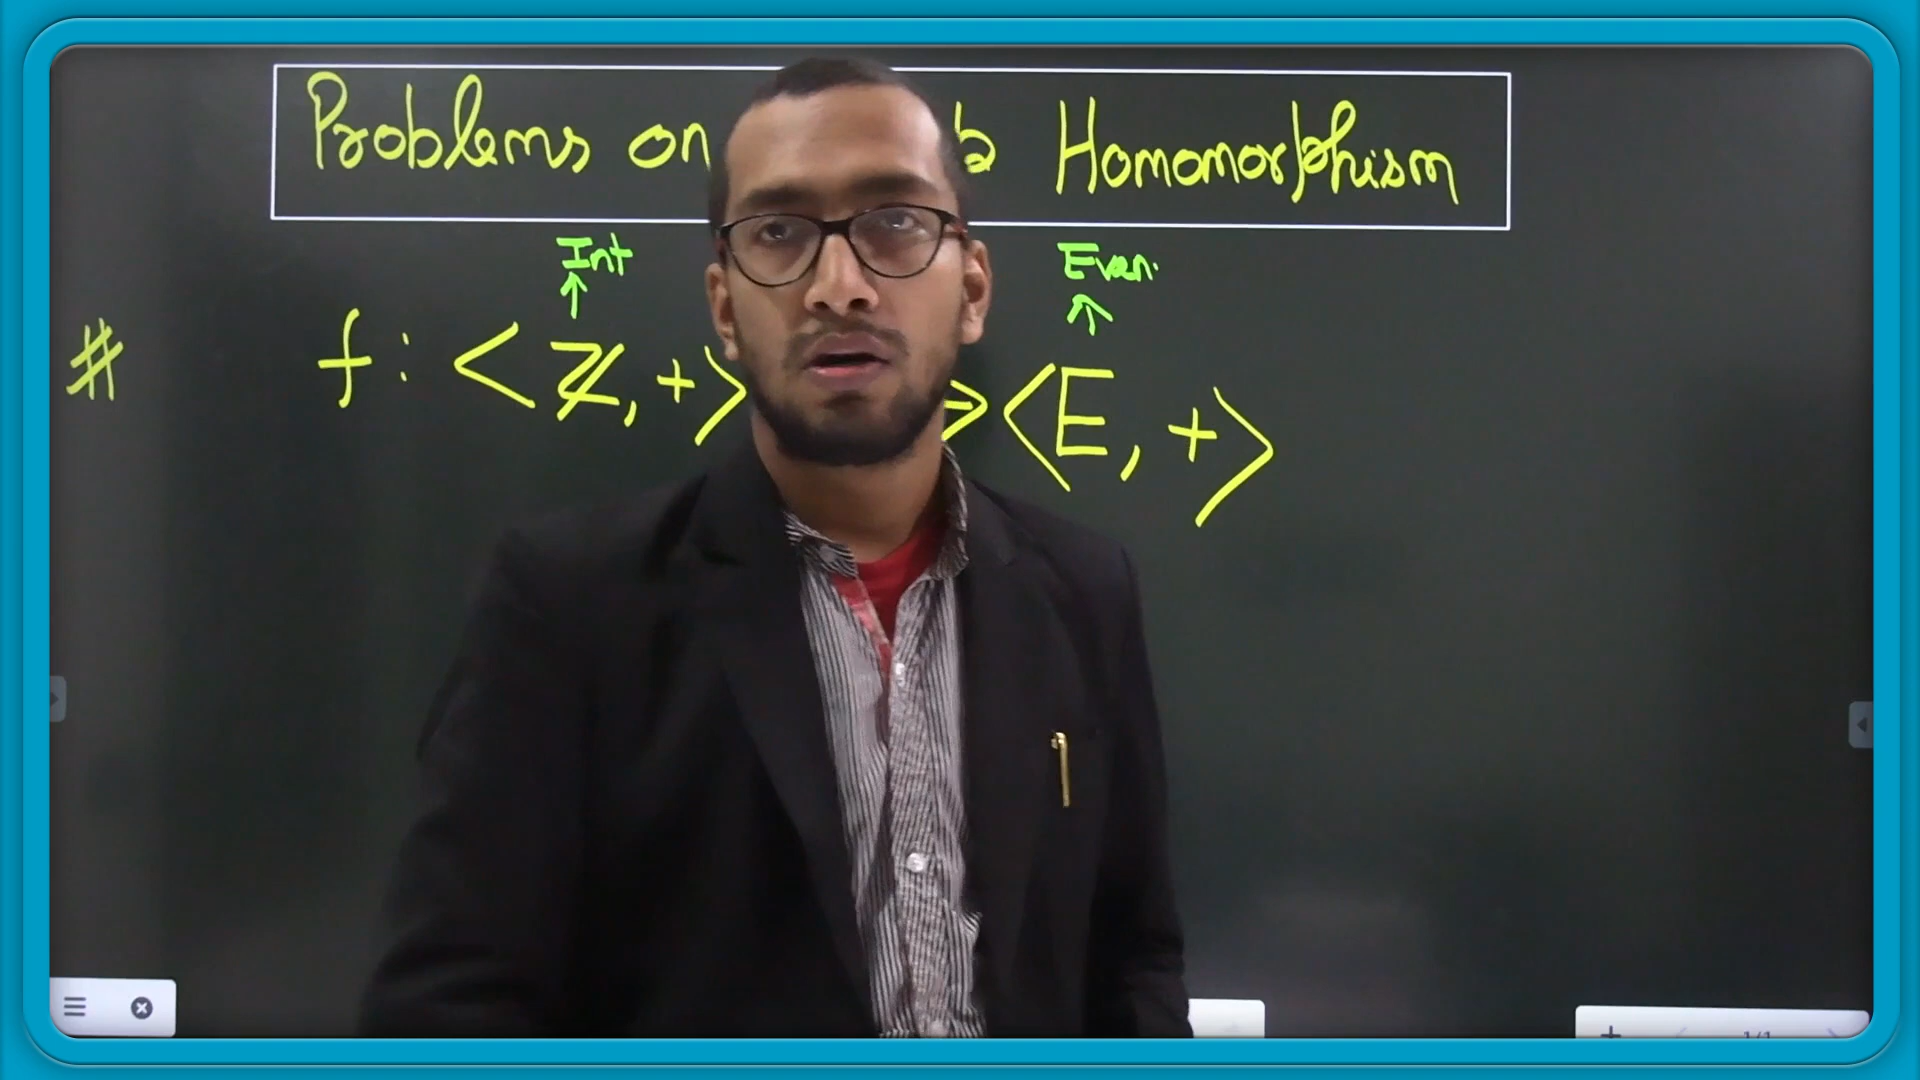 Problems on Homomorphism
Int Even.
# f : < ℤ, + > → < E, + >